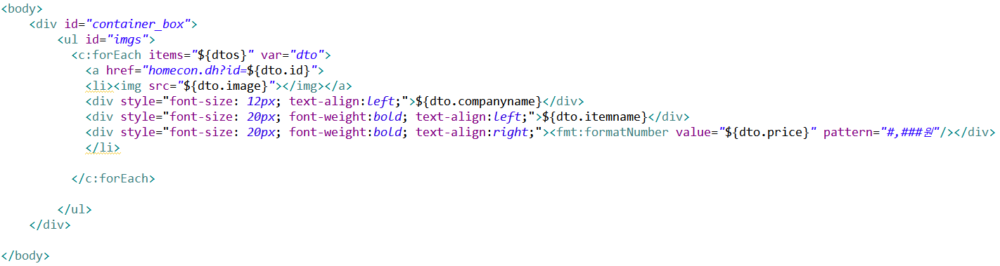 <body>
<div id="container_box">
<ul id="imgs">
<c:forEach items="${dtos}" var="dto">
<a href="homecon.dh?id=${dto.id}">
<li><img src="${dto.image}"></img></a>
<div style="font-size: 12px; text-align:left;">${dto.companyname}</div>
<div style="font-size: 20px; font-weight:bold; text-align:left;">${dto.itemname}</div>
<div style="font-size: 20px; font-weight:bold; text-align:right;"><fmt:formatNumber value="${dto.price}" pattern="#,###원"/></div>
</li>
</c:forEach>
</ul>
</div>
</body>